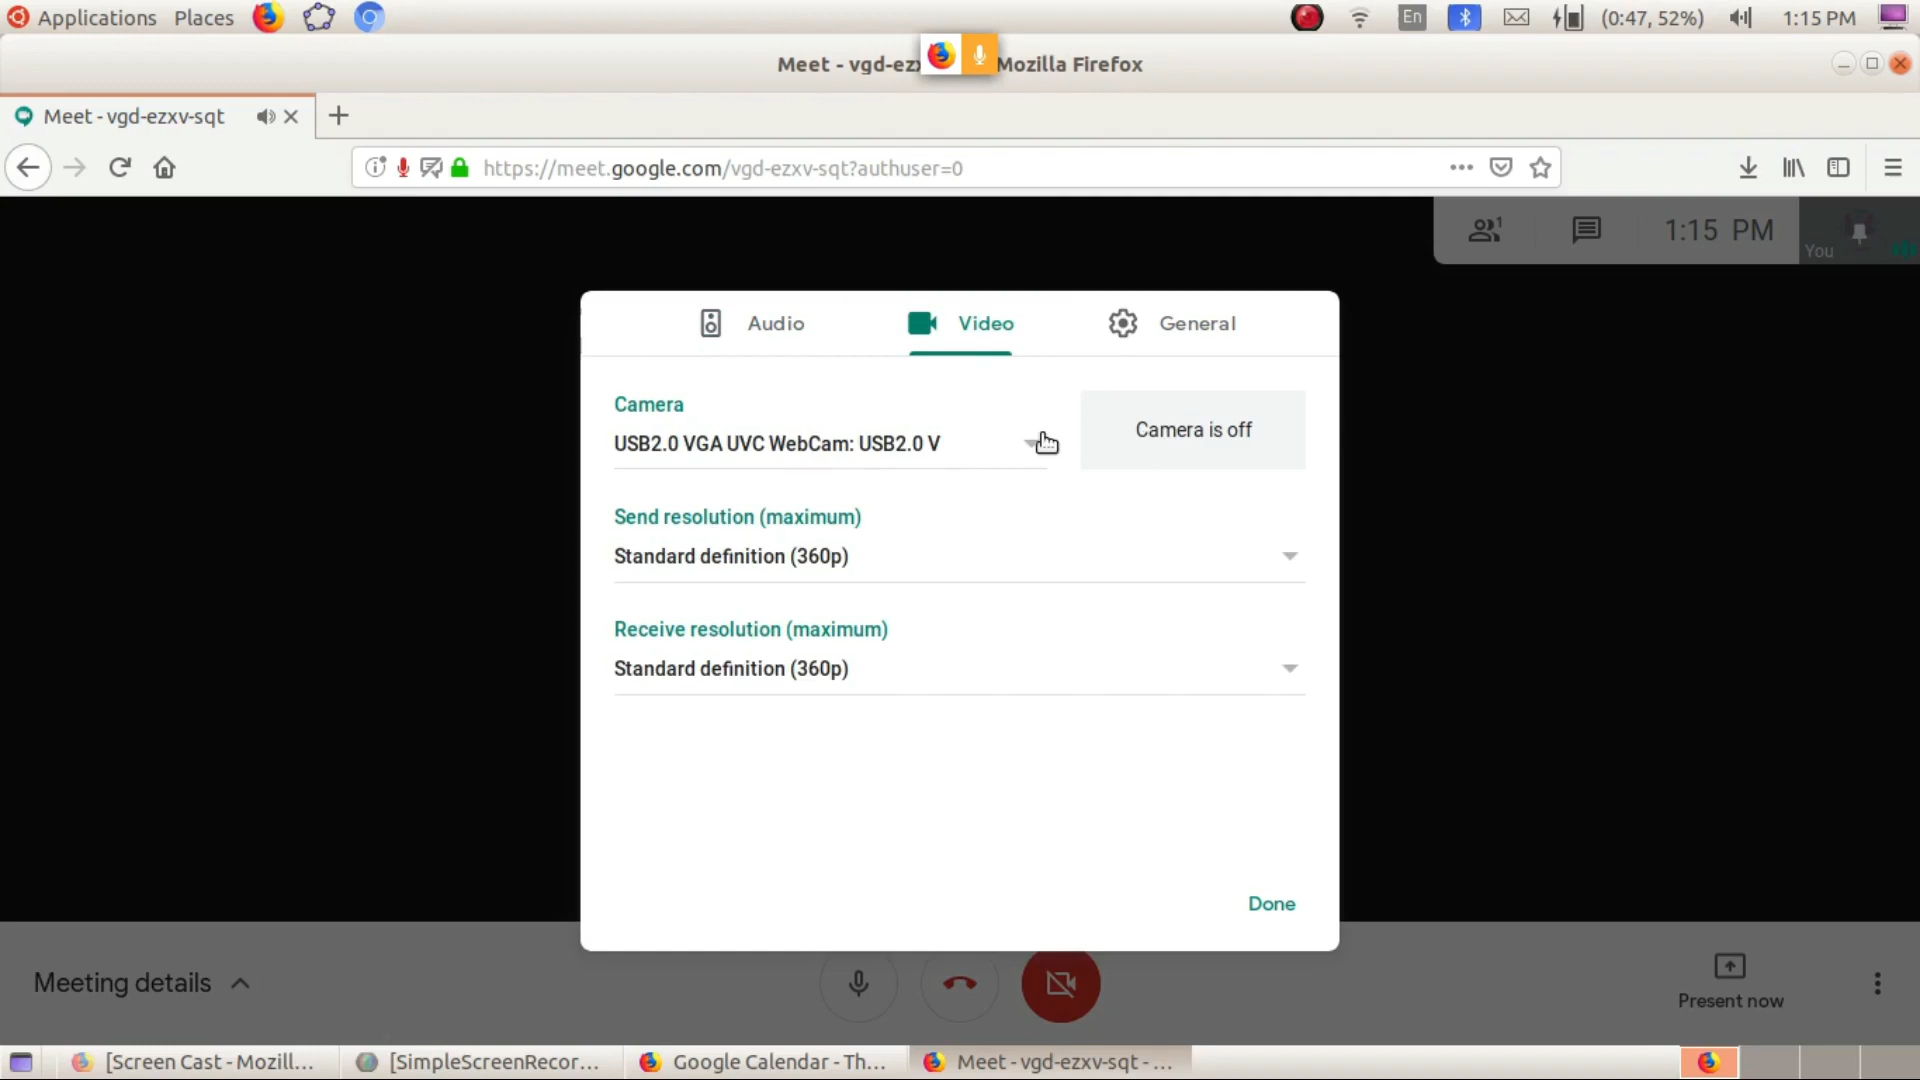 Applications Places
En (0:47, 52%) 1:15 PM
Meet - vgd-ez Mozilla Firefox
Meet - vgd-ezxv-sqt
https://meet.google.com/vgd-ezxv-sqt?authuser=0
1 1:15 PM You
Audio Video General
Camera
USB2.0 VGA UVC WebCam: USB2.0 V
Camera is off
Send resolution (maximum)
Standard definition (360p)
Receive resolution (maximum)
Standard definition (360p)
Done
Meeting details
Present now
[Screen Cast - Mozill... [SimpleScreenRecor... Google Calendar - Th... Meet - vgd-ezxv-sqt - ...